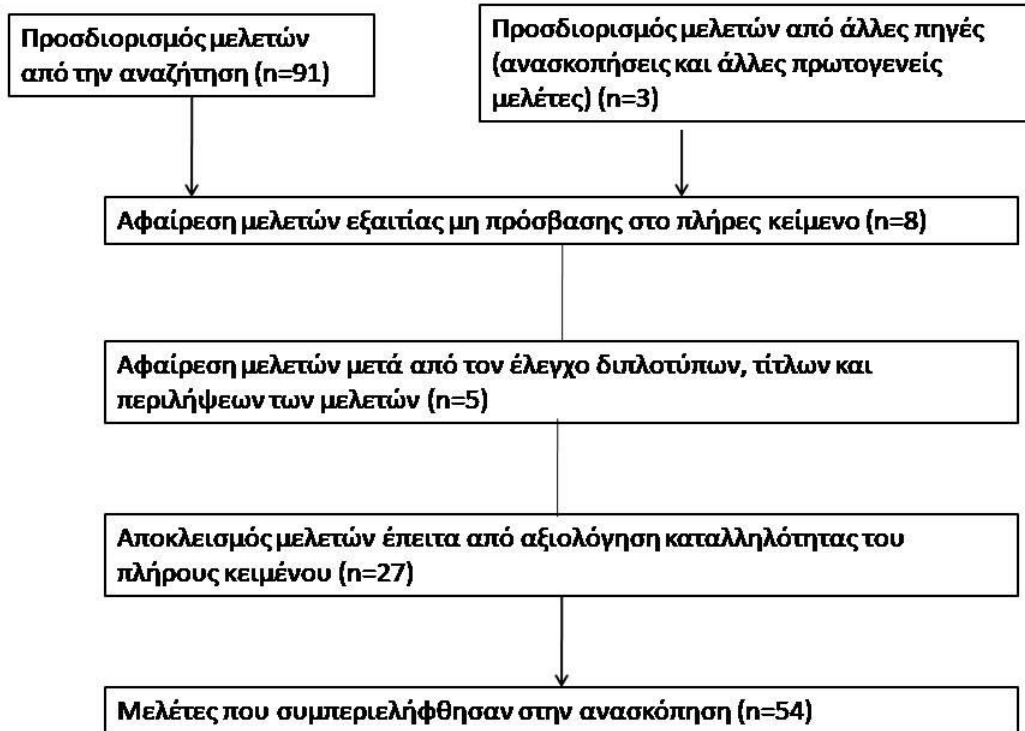 Προσδιορισμός μελετών
από την αναζήτηση (n=91)
Προσδιορισμός μελετών από άλλες πηγές
(ανασκοπήσεις και άλλες πρωτογενείς
μελέτες) (n=3)
Αφαίρεση μελετών εξαιτίας μη πρόσβασης στο πλήρες κείμενο (n=8)
Αφαίρεση μελετών μετά από τον έλεγχο διπλοτύπων, τίτλων και
περιλήψεων των μελετών (n=5)
Αποκλεισμός μελετών έπειτα από αξιολόγηση καταλληλότητας του
πλήρους κειμένου (n=27)
Μελέτες που συμπεριελήφθησαν στην ανασκόπηση (n=54)